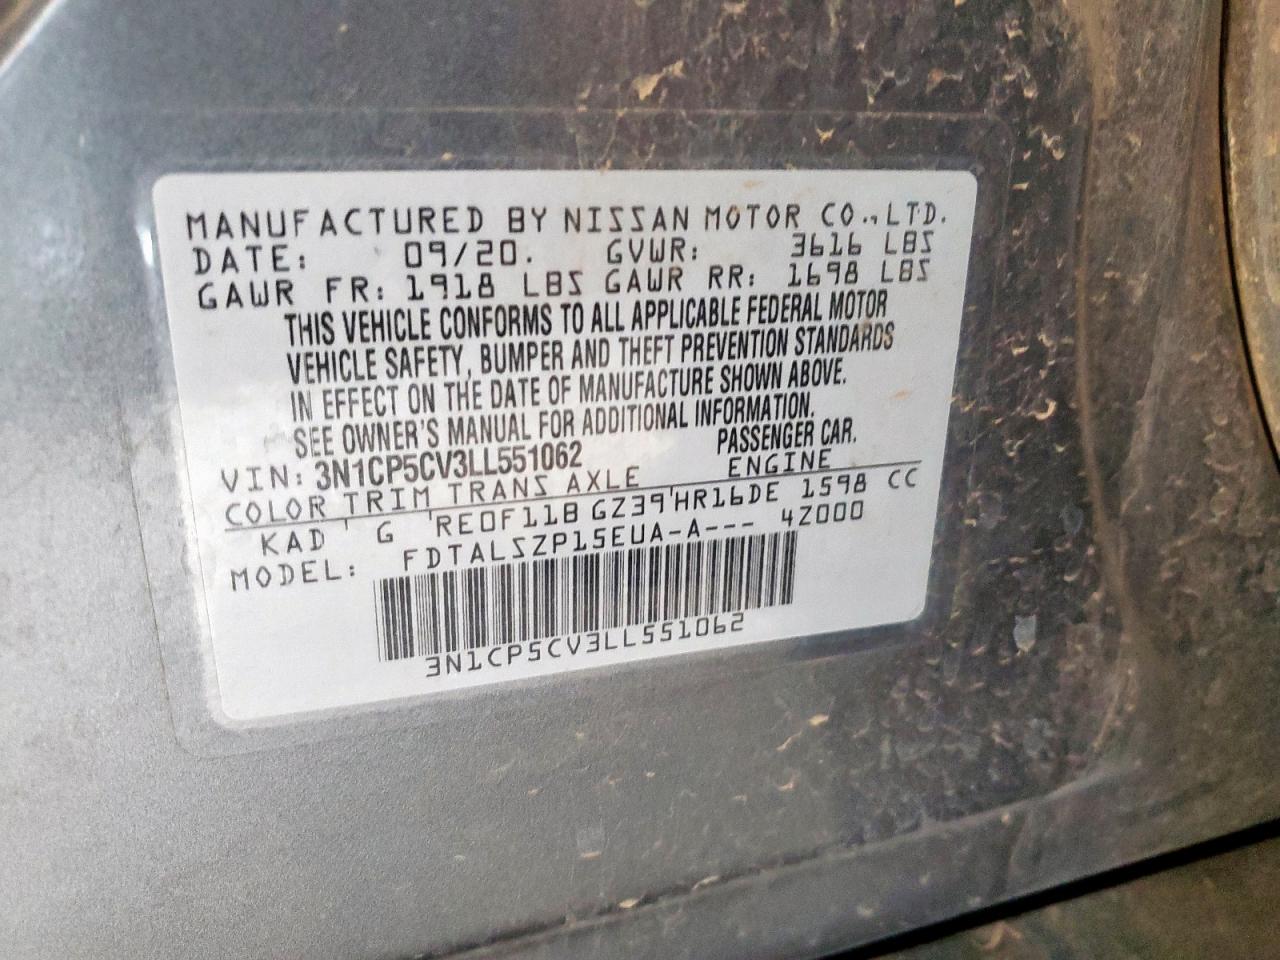 MANUFACTURED BY NISSAN MOTOR CO., LTD.
DATE: 09/20. GVWR: 3616 LBS
GAWR FR: 1918 LBS GAWR RR: 1698 LBS
THIS VEHICLE CONFORMS TO ALL APPLICABLE FEDERAL MOTOR
VEHICLE SAFETY, BUMPER AND THEFT PREVENTION STANDARDS
IN EFFECT ON THE DATE OF MANUFACTURE SHOWN ABOVE.
SEE OWNER'S MANUAL FOR ADDITIONAL INFORMATION.
VIN: 3N1CP5CV3LL551062 PASSENGER CAR.
COLOR TRIM TRANS AXLE ENGINE
KAD G RE0F11B GZ39 HR16DE 1598 CC
MODEL: FDTALSZP15EUA-A--- 4Z000
3N1CP5CV3LL551062